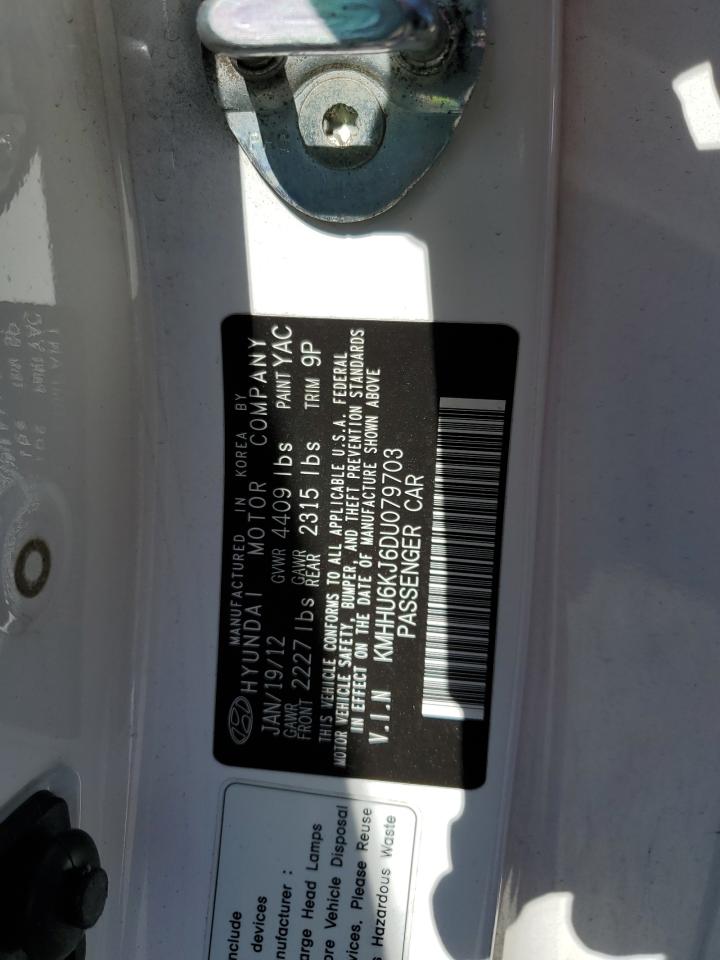 MANUFACTURED IN KOREA BY
HYUNDAI MOTOR COMPANY
JAN/19/12 GVWR 4409 lbs PAINT YAC
GAWR FRONT 2227 lbs GAWR REAR 2315 lbs TRIM 9P
THIS VEHICLE CONFORMS TO ALL APPLICABLE U.S.A. FEDERAL
MOTOR VEHICLE SAFETY, BUMPER, AND THEFT PREVENTION STANDARDS
IN EFFECT ON THE DATE OF MANUFACTURE SHOWN ABOVE
V.I.N KMHHU6KJ6DU079703
PASSENGER CAR
nclude
devices
nufacturer :
arge Head Lamps
ore Vehicle Disposal
vices. Please Reuse
s Hazardous Waste